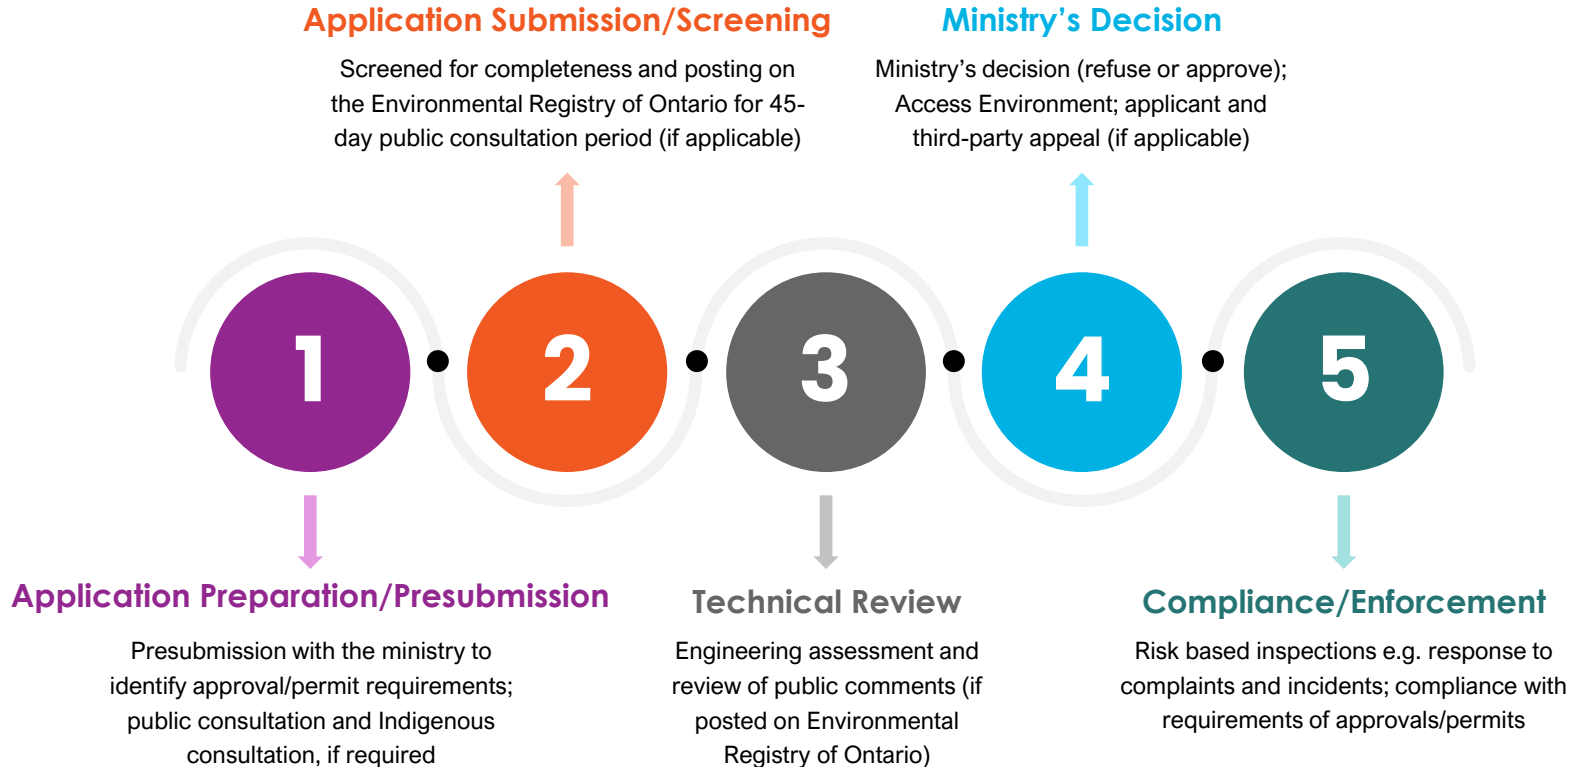 Application Submission/Screening
Screened for completeness and posting on
the Environmental Registry of Ontario for 45-
day public consultation period (if applicable)
Ministry's Decision
Ministry's decision (refuse or approve);
Access Environment; applicant and
third-party appeal (if applicable)
1
2
3
4
5
Application Preparation/Presubmission
Presubmission with the ministry to
identify approval/permit requirements;
public consultation and Indigenous
consultation, if required
Technical Review
Engineering assessment and
review of public comments (if
posted on Environmental
Registry of Ontario)
Compliance/Enforcement
Risk based inspections e.g. response to
complaints and incidents; compliance with
requirements of approvals/permits